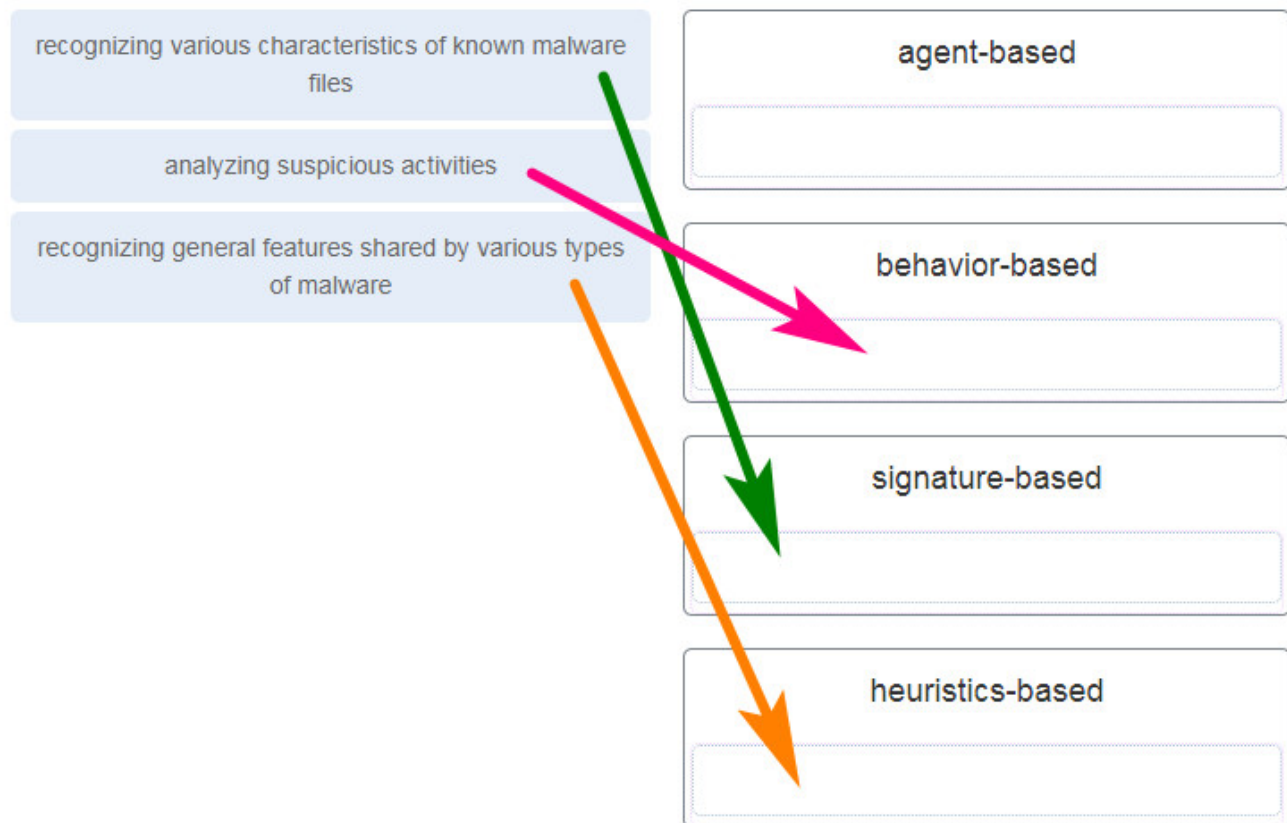 recognizing various characteristics of known malware
files
analyzing suspicious activities
recognizing general features shared by various types
of malware
agent-based
behavior-based
signature-based
heuristics-based